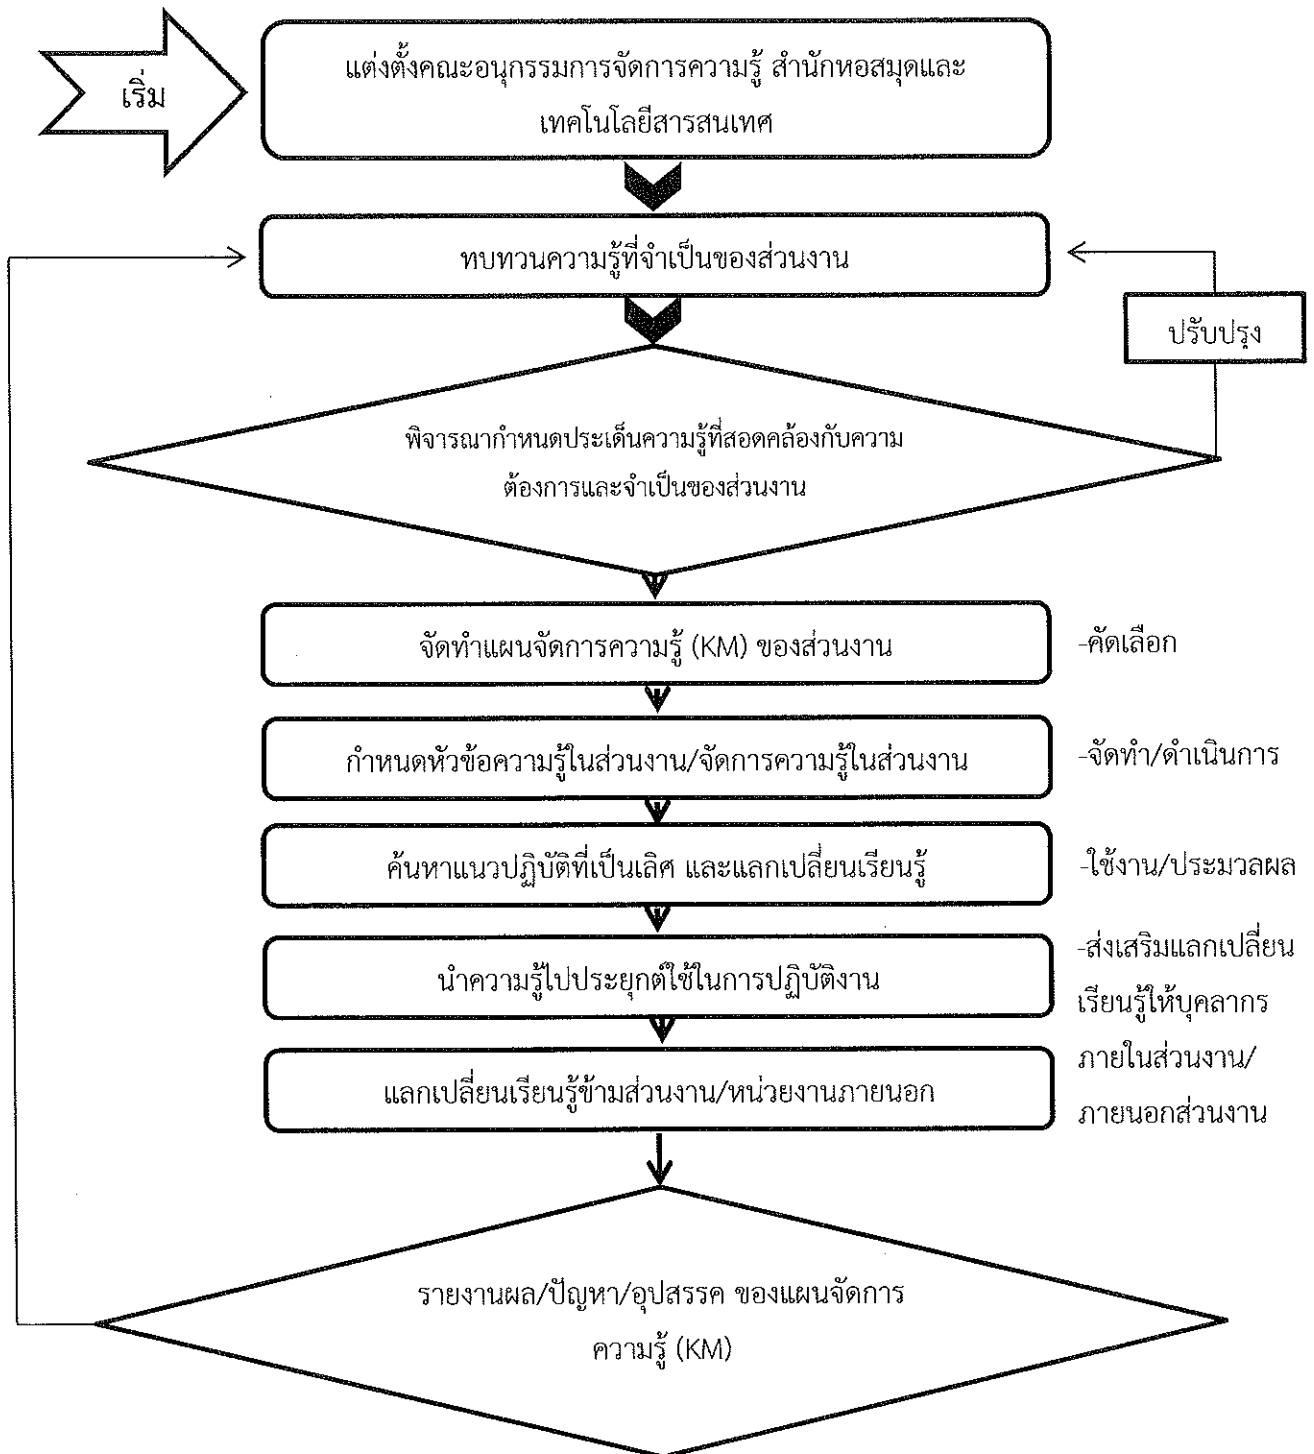 เริ่ม
แต่งตั้งคณะอนุกรรมการจัดการความรู้ สำนักหอสมุดและ
เทคโนโลยีสารสนเทศ
ทบทวนความรู้ที่จำเป็นของส่วนงาน
ปรับปรุง
พิจารณากำหนดประเด็นความรู้ที่สอดคล้องกับความ
ต้องการและจำเป็นของส่วนงาน
จัดทำแผนจัดการความรู้ (KM) ของส่วนงาน
-คัดเลือก
กำหนดหัวข้อความรู้ในส่วนงาน/จัดการความรู้ในส่วนงาน
-จัดทำ/ดำเนินการ
ค้นหาแนวปฏิบัติที่เป็นเลิศ และแลกเปลี่ยนเรียนรู้
-ใช้งาน/ประมวลผล
นำความรู้ไปประยุกต์ใช้ในการปฏิบัติงาน
-ส่งเสริมแลกเปลี่ยน
เรียนรู้ให้บุคลากร
ภายในส่วนงาน/
ภายนอกส่วนงาน
แลกเปลี่ยนเรียนรู้ข้ามส่วนงาน/หน่วยงานภายนอก
รายงานผล/ปัญหา/อุปสรรค ของแผนจัดการ
ความรู้ (KM)